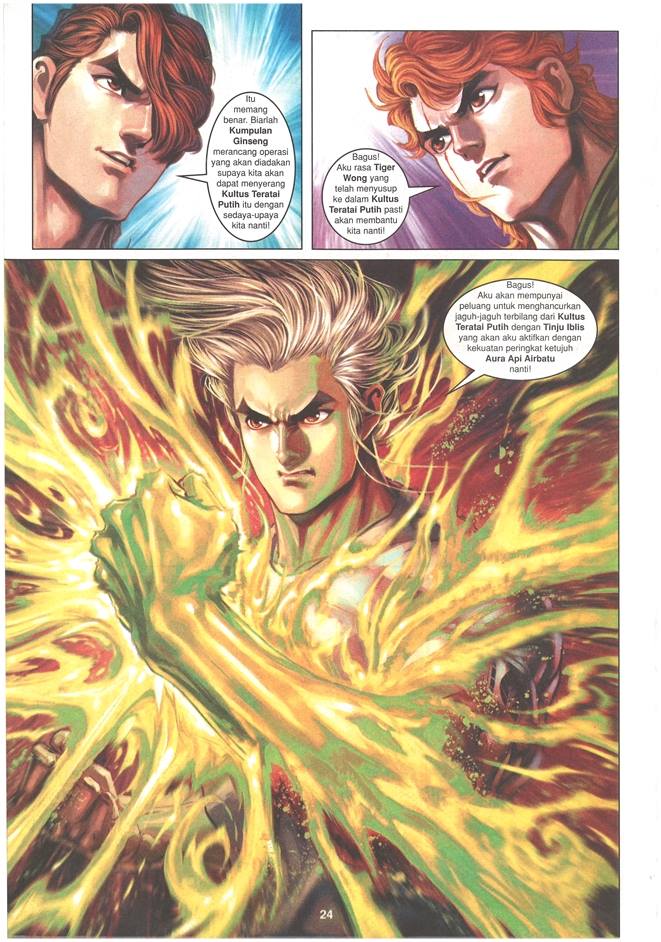 Itu
memang
benar. Biarlah
Kumpulan
Ginseng
merancang operasi
yang akan diadakan
supaya kita akan
dapat menyerang
Kultus Teratai
Putih itu dengan
sedaya-upaya
kita nanti!
Bagus!
Aku rasa Tiger
Wong yang
telah menyusup
ke dalam Kultus
Teratai Putih pasti
akan membantu
kita nanti!
Bagus!
Aku akan mempunyai
peluang untuk menghancurkan
jaguh-jaguh terbilang dari Kultus
Teratai Putih dengan Tinju Iblis
yang akan aku aktifkan dengan
kekuatan peringkat ketujuh
Aura Api Airbatu
nanti!
24